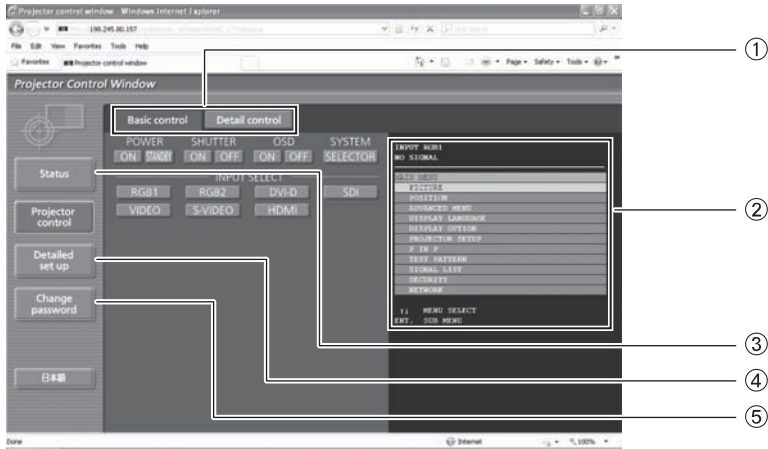 Projector control window - Windows Internet Explorer
198.245.80.157
File Edit View Favorites Tools Help
Favorites Projector control window
Page Safety Tools
Projector Control Window
Basic control Detail control
POWER SHUTTER OSD SYSTEM
ON STANDBY ON OFF ON OFF SELECTOR
INPUT SELECT
RGB1 RGB2 DVI-D SDI
VIDEO S-VIDEO HDMI
Status
Projector
control
Detailed
set up
Change
password
日本語
INPUT RGB1
NO SIGNAL
MAIN MENU
PICTURE
POSITION
ADVANCED MENU
DISPLAY LANGUAGE
DISPLAY OPTION
PROJECTOR SETUP
P IN P
TEST PATTERN
SIGNAL LIST
SECURITY
NETWORK
↑↓ MENU SELECT
ENT. SUB MENU
Done Internet 100%
①
②
③
④
⑤